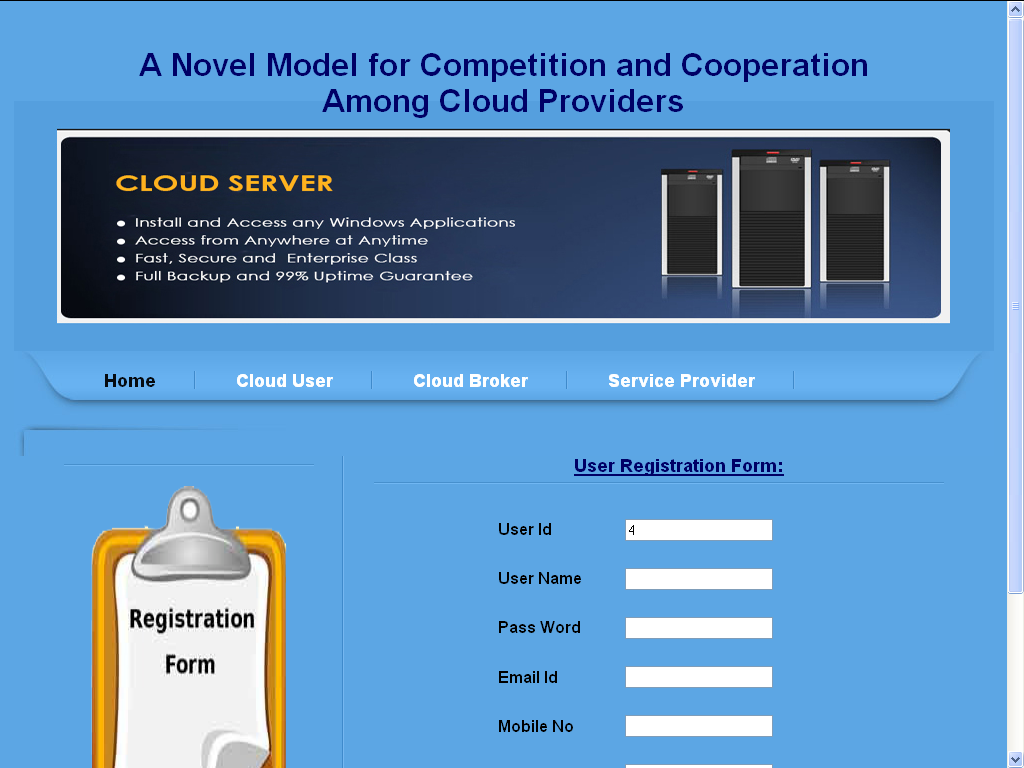 A Novel Model for Competition and Cooperation
Among Cloud Providers
CLOUD SERVER
• Install and Access any Windows Applications
• Access from Anywhere at Anytime
• Fast, Secure and Enterprise Class
• Full Backup and 99% Uptime Guarantee
Home Cloud User Cloud Broker Service Provider
User Registration Form:
Registration
Form
User Id 4
User Name
Pass Word
Email Id
Mobile No